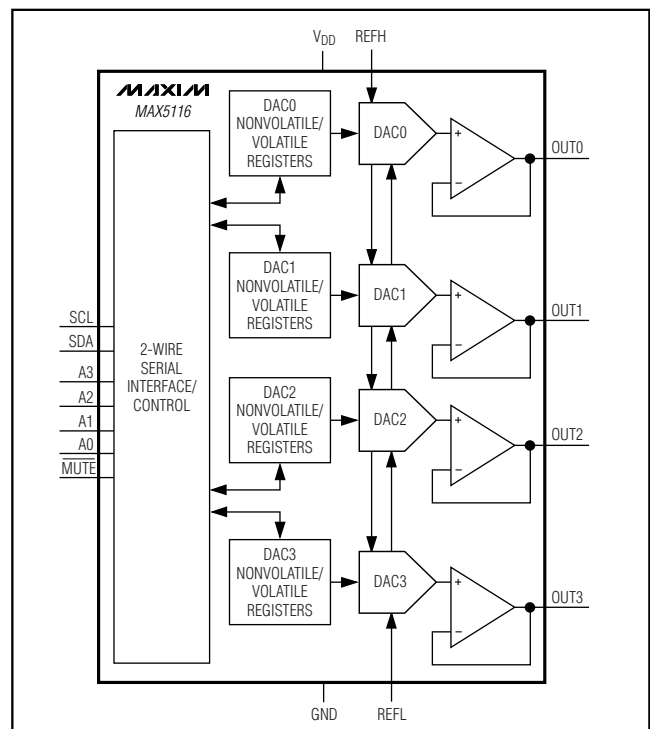 VDD
REFH
MAXIM
MAX5116
DAC0
NONVOLATILE/
VOLATILE
REGISTERS
DAC0
+
−
OUT0
DAC1
NONVOLATILE/
VOLATILE
REGISTERS
DAC1
+
−
OUT1
SCL
SDA
A3
A2
A1
A0
MUTE
2-WIRE
SERIAL
INTERFACE/
CONTROL
DAC2
NONVOLATILE/
VOLATILE
REGISTERS
DAC2
+
−
OUT2
DAC3
NONVOLATILE/
VOLATILE
REGISTERS
DAC3
+
−
OUT3
GND
REFL